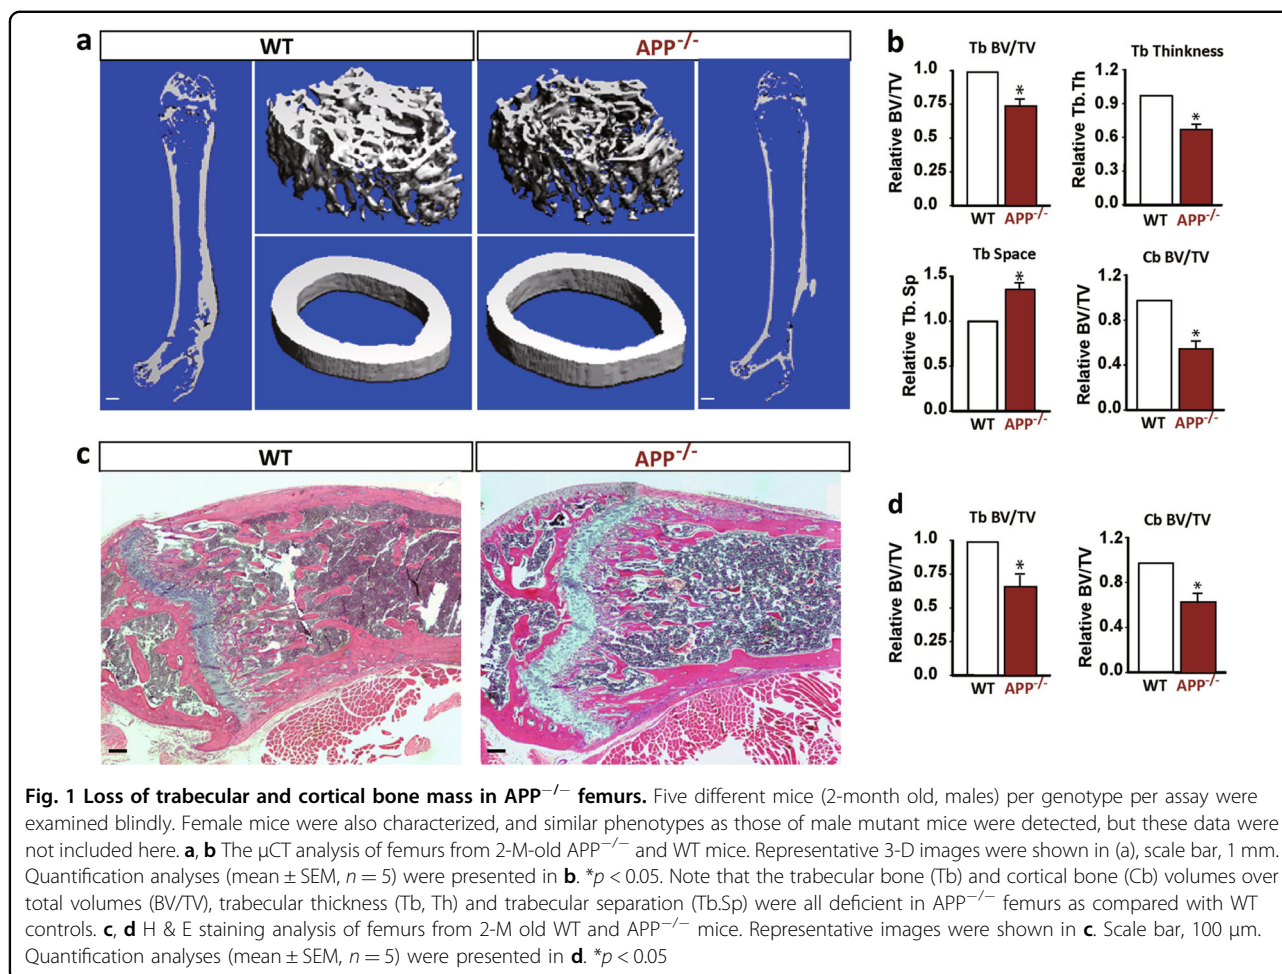 a
WT
APP⁻/⁻
b
Tb BV/TV
Relative BV/TV
1.0
0.75
0.5
0.25
0.0
WT APP⁻/⁻
Tb Thinkness
Relative Tb.Th
1.2
0.9
0.6
0.3
0.0
WT APP⁻/⁻
Tb Space
Relative Tb. Sp
1.5
1.0
0.5
0.0
WT APP⁻/⁻
Cb BV/TV
Relative BV/TV
1.2
0.8
0.4
0.0
WT APP⁻/⁻
*
*
*
*
c
WT
APP⁻/⁻
d
Tb BV/TV
Relative BV/TV
1.0
0.75
0.5
0.25
0
WT APP⁻/⁻
Cb BV/TV
Relative BV/TV
1.2
0.9
0.6
0.3
0.0
WT APP⁻/⁻
*
*
Fig. 1 Loss of trabecular and cortical bone mass in APP⁻/⁻ femurs. Five different mice (2-month old, males) per genotype per assay were
examined blindly. Female mice were also characterized, and similar phenotypes as those of male mutant mice were detected, but these data were
not included here. a, b The µCT analysis of femurs from 2-M-old APP⁻/⁻ and WT mice. Representative 3-D images were shown in (a), scale bar, 1 mm.
Quantification analyses (mean ± SEM, n = 5) were presented in b. *p < 0.05. Note that the trabecular bone (Tb) and cortical bone (Cb) volumes over
total volumes (BV/TV), trabecular thickness (Tb, Th) and trabecular separation (Tb.Sp) were all deficient in APP⁻/⁻ femurs as compared with WT
controls. c, d H & E staining analysis of femurs from 2-M old WT and APP⁻/⁻ mice. Representative images were shown in c. Scale bar, 100 µm.
Quantification analyses (mean ± SEM, n = 5) were presented in d. *p < 0.05